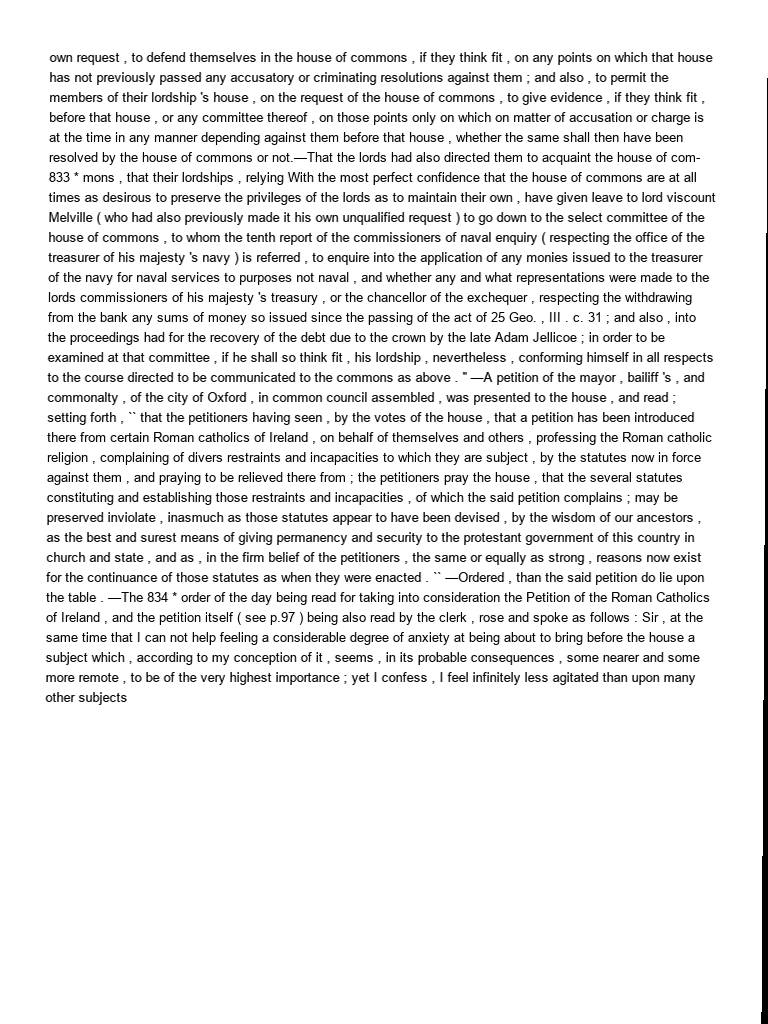 own request , to defend themselves in the house of commons , if they think fit , on any points on which that house
has not previously passed any accusatory or criminating resolutions against them ; and also , to permit the
members of their lordship 's house , on the request of the house of commons , to give evidence , if they think fit ,
before that house , or any committee thereof , on those points only on which on matter of accusation or charge is
at the time in any manner depending against them before that house , whether the same shall then have been
resolved by the house of commons or not.—That the lords had also directed them to acquaint the house of com-
833 * mons , that their lordships , relying With the most perfect confidence that the house of commons are at all
times as desirous to preserve the privileges of the lords as to maintain their own , have given leave to lord viscount
Melville ( who had also previously made it his own unqualified request ) to go down to the select committee of the
house of commons , to whom the tenth report of the commissioners of naval enquiry ( respecting the office of the
treasurer of his majesty 's navy ) is referred , to enquire into the application of any monies issued to the treasurer
of the navy for naval services to purposes not naval , and whether any and what representations were made to the
lords commissioners of his majesty 's treasury , or the chancellor of the exchequer , respecting the withdrawing
from the bank any sums of money so issued since the passing of the act of 25 Geo. , III . c. 31 ; and also , into
the proceedings had for the recovery of the debt due to the crown by the late Adam Jellicoe ; in order to be
examined at that committee , if he shall so think fit , his lordship , nevertheless , conforming himself in all respects
to the course directed to be communicated to the commons as above . " —A petition of the mayor , bailiff 's , and
commonalty , of the city of Oxford , in common council assembled , was presented to the house , and read ;
setting forth , `` that the petitioners having seen , by the votes of the house , that a petition has been introduced
there from certain Roman catholics of Ireland , on behalf of themselves and others , professing the Roman catholic
religion , complaining of divers restraints and incapacities to which they are subject , by the statutes now in force
against them , and praying to be relieved there from ; the petitioners pray the house , that the several statutes
constituting and establishing those restraints and incapacities , of which the said petition complains ; may be
preserved inviolate , inasmuch as those statutes appear to have been devised , by the wisdom of our ancestors ,
as the best and surest means of giving permanency and security to the protestant government of this country in
church and state , and as , in the firm belief of the petitioners , the same or equally as strong , reasons now exist
for the continuance of those statutes as when they were enacted . `` —Ordered , than the said petition do lie upon
the table . —The 834 * order of the day being read for taking into consideration the Petition of the Roman Catholics
of Ireland , and the petition itself ( see p.97 ) being also read by the clerk , rose and spoke as follows : Sir , at the
same time that I can not help feeling a considerable degree of anxiety at being about to bring before the house a
subject which , according to my conception of it , seems , in its probable consequences , some nearer and some
more remote , to be of the very highest importance ; yet I confess , I feel infinitely less agitated than upon many
other subjects